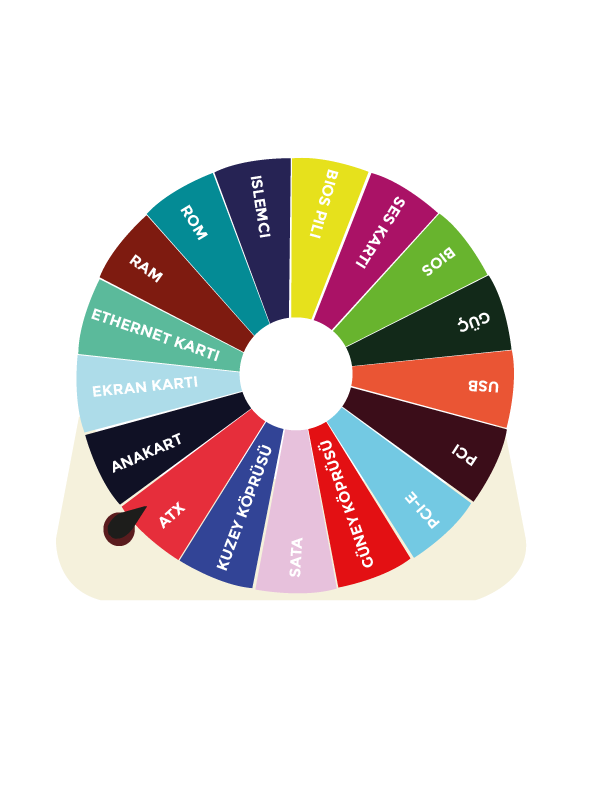 ISLEMCI
BIOS PILI
SES KARTI
BIOS
GÜÇ
USB
PCI
PCI-E
GÜNEY KÖPRÜSÜ
SATA
KUZEY KÖPRÜSÜ
ATX
ANAKART
EKRAN KARTI
ETHERNET KARTI
RAM
ROM